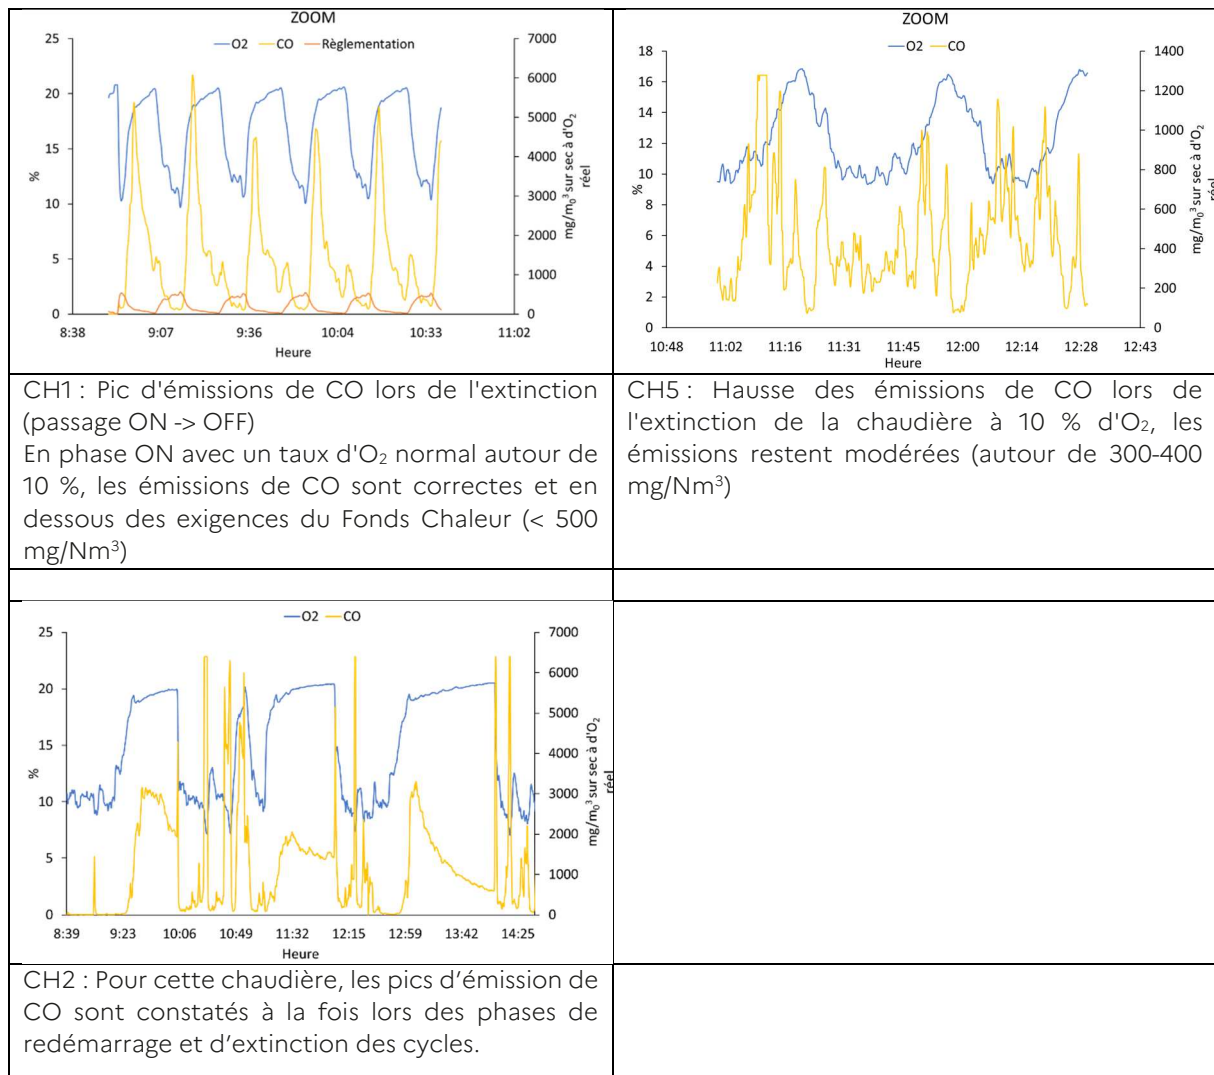 ZOOM
O2 CO Règlementation
25
20
15
10
5
0
%
7000
6000
5000
4000
3000
2000
1000
0
mg/m₀³ sur sec à d'O₂
réel
8:38 9:07 9:36 10:04 10:33 11:02
Heure
ZOOM
O2 CO
18
16
14
12
10
8
6
4
2
0
%
1400
1200
1000
800
600
400
200
0
mg/m₀³ sur sec à d'O₂
réel
10:48 11:02 11:16 11:31 11:45 12:00 12:14 12:28 12:43
Heure
CH1 : Pic d'émissions de CO lors de l'extinction
(passage ON -> OFF)
En phase ON avec un taux d'O₂ normal autour de
10 %, les émissions de CO sont correctes et en
dessous des exigences du Fonds Chaleur (< 500
mg/Nm³)
CH5 : Hausse des émissions de CO lors de
l'extinction de la chaudière à 10 % d'O₂, les
émissions restent modérées (autour de 300-400
mg/Nm³)
O2 CO
25
20
15
10
5
0
%
7000
6000
5000
4000
3000
2000
1000
0
mg/m₀³ sur sec à d'O₂
réel
8:39 9:23 10:06 10:49 11:32 12:15 12:59 13:42 14:25
Heure
CH2 : Pour cette chaudière, les pics d’émission de
CO sont constatés à la fois lors des phases de
redémarrage et d’extinction des cycles.